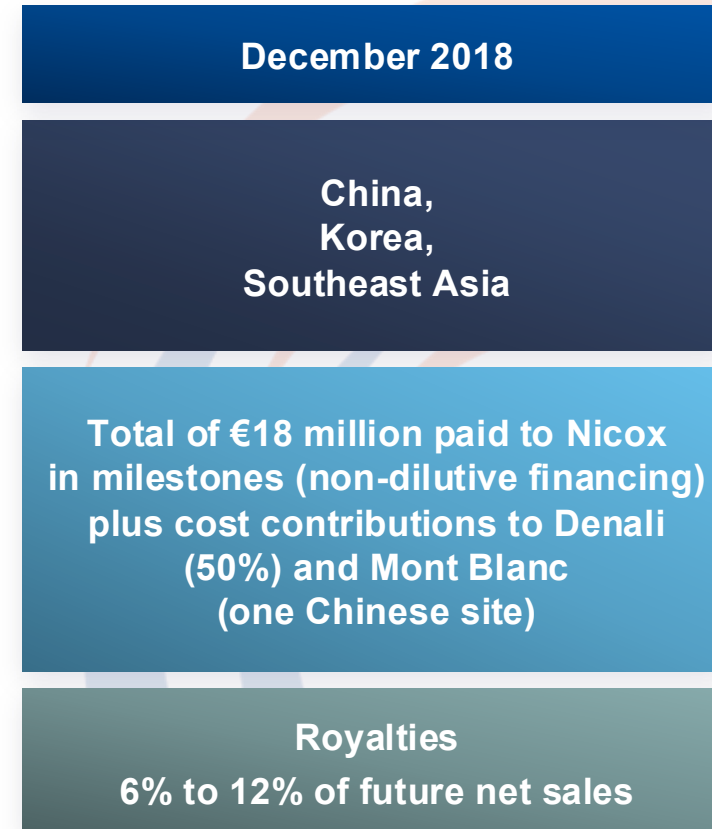 December 2018
China,
Korea,
Southeast Asia
Total of €18 million paid to Nicox
in milestones (non-dilutive financing)
plus cost contributions to Denali
(50%) and Mont Blanc
(one Chinese site)
Royalties
6% to 12% of future net sales